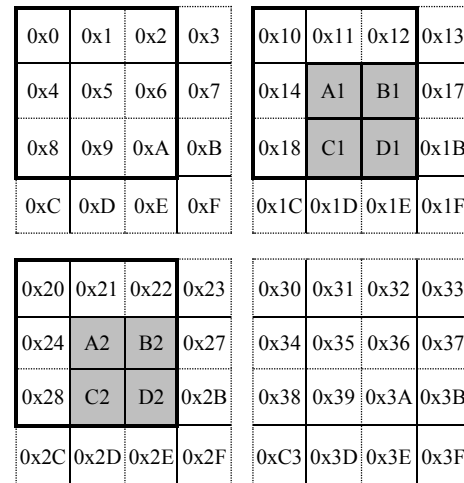 0x0 0x1 0x2 0x3 0x10 0x11 0x12 0x13
0x4 0x5 0x6 0x7 0x14 A1 B1 0x17
0x8 0x9 0xA 0xB 0x18 C1 D1 0x1B
0xC 0xD 0xE 0xF 0x1C 0x1D 0x1E 0x1F
0x20 0x21 0x22 0x23 0x30 0x31 0x32 0x33
0x24 A2 B2 0x27 0x34 0x35 0x36 0x37
0x28 C2 D2 0x2B 0x38 0x39 0x3A 0x3B
0x2C 0x2D 0x2E 0x2F 0xC3 0x3D 0x3E 0x3F